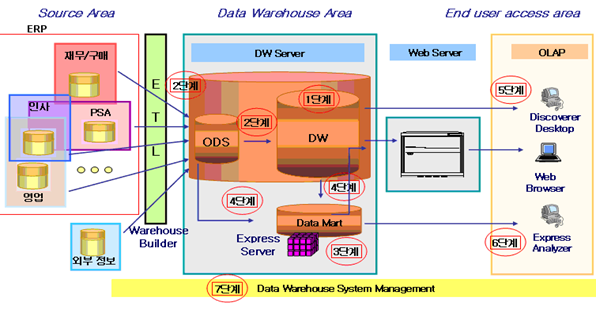 Source Area
Data Warehouse Area
End user access area
ERP
재무/구매
인사
PSA
영업
외부 정보
E
T
L
Warehouse
Builder
DW Server
Web Server
OLAP
2단계
1단계
2단계
ODS
DW
4단계
4단계
Data Mart
Express
Server
3단계
5단계
Discoverer
Desktop
Web
Browser
Express
Analyzer
6단계
7단계
Data Warehouse System Management